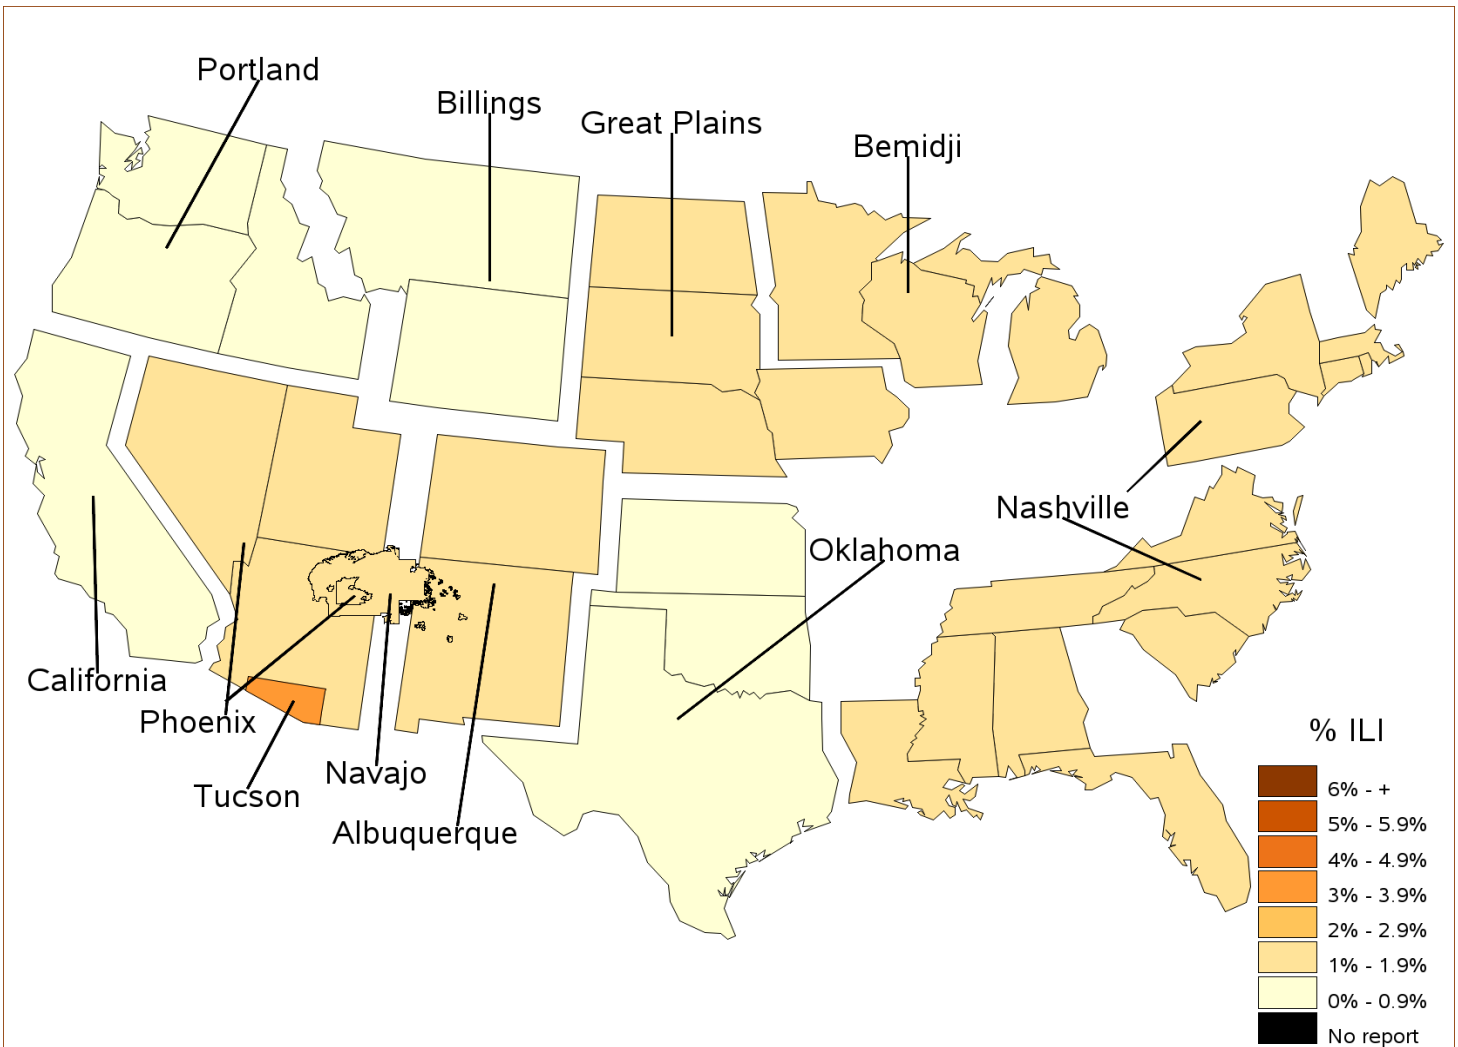 Portland
Billings
Great Plains
Bemidji
Nashville
Oklahoma
California
Phoenix
Navajo
Tucson
Albuquerque
% ILI
6% - +
5% - 5.9%
4% - 4.9%
3% - 3.9%
2% - 2.9%
1% - 1.9%
0% - 0.9%
No report